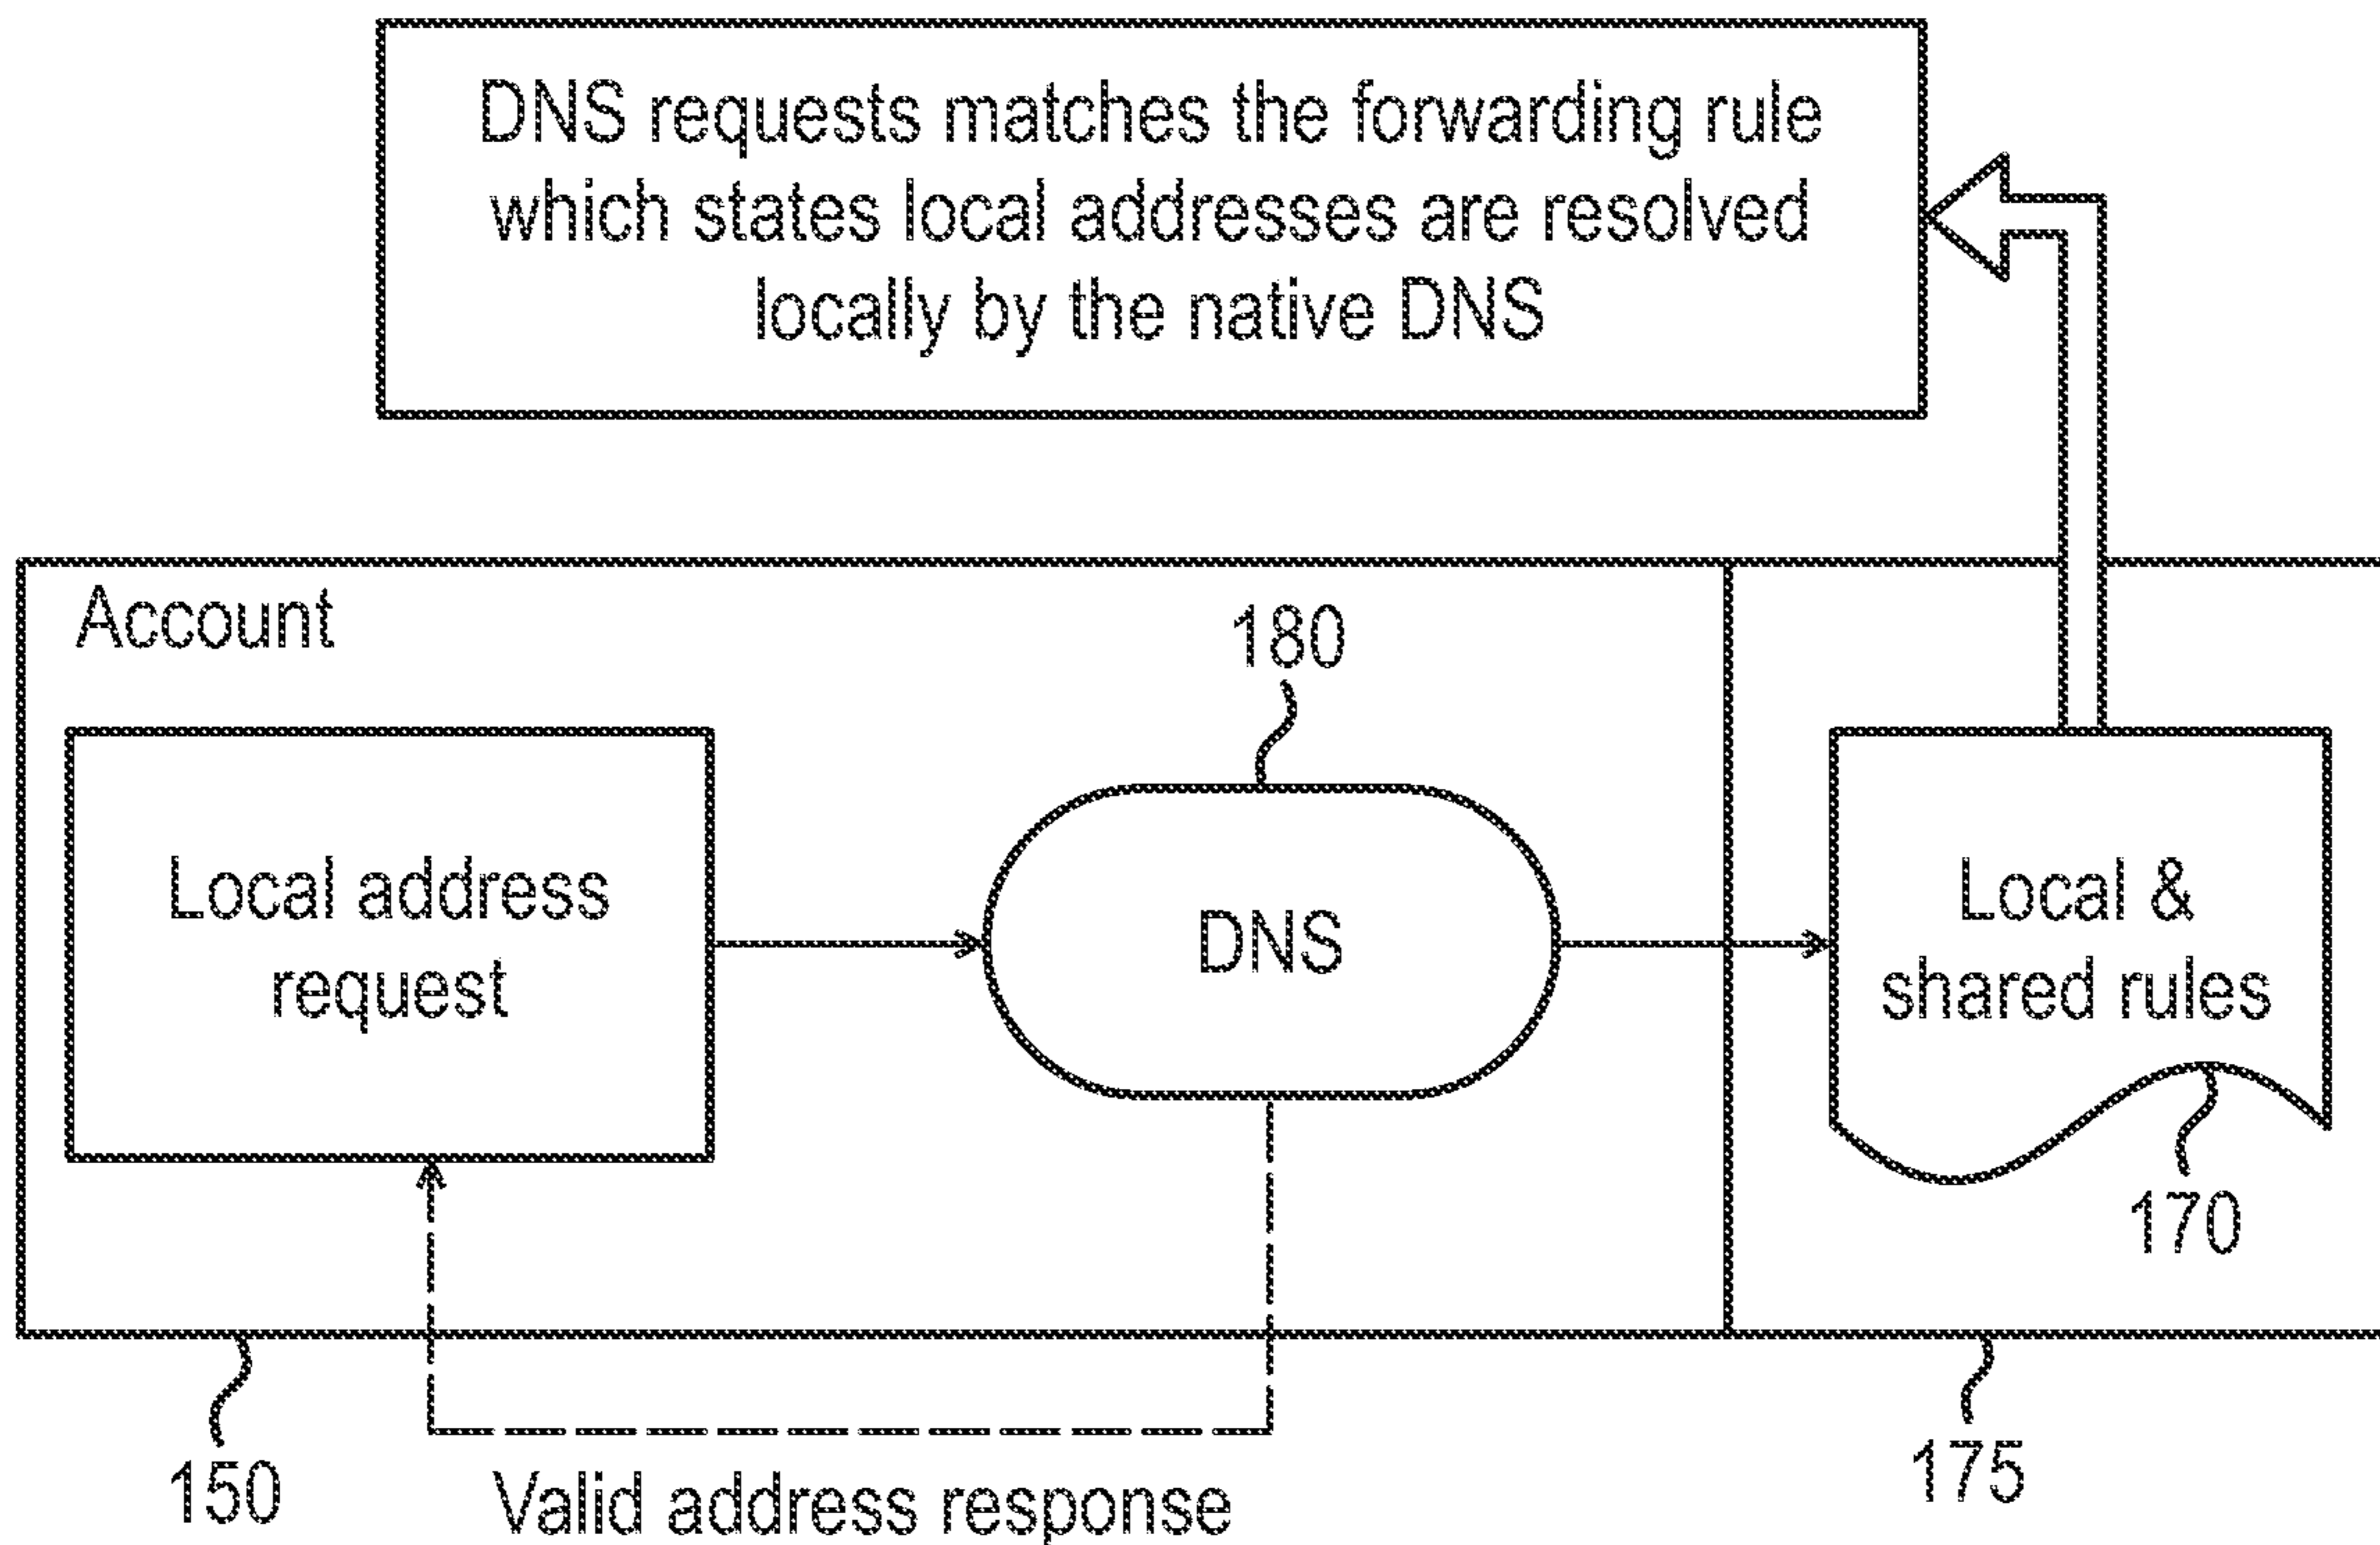 DNS requests matches the forwarding rule
which states local addresses are resolved
locally by the native DNS
Account
180
Local address
request
DNS
Local &
shared rules
170
150
Valid address response
175